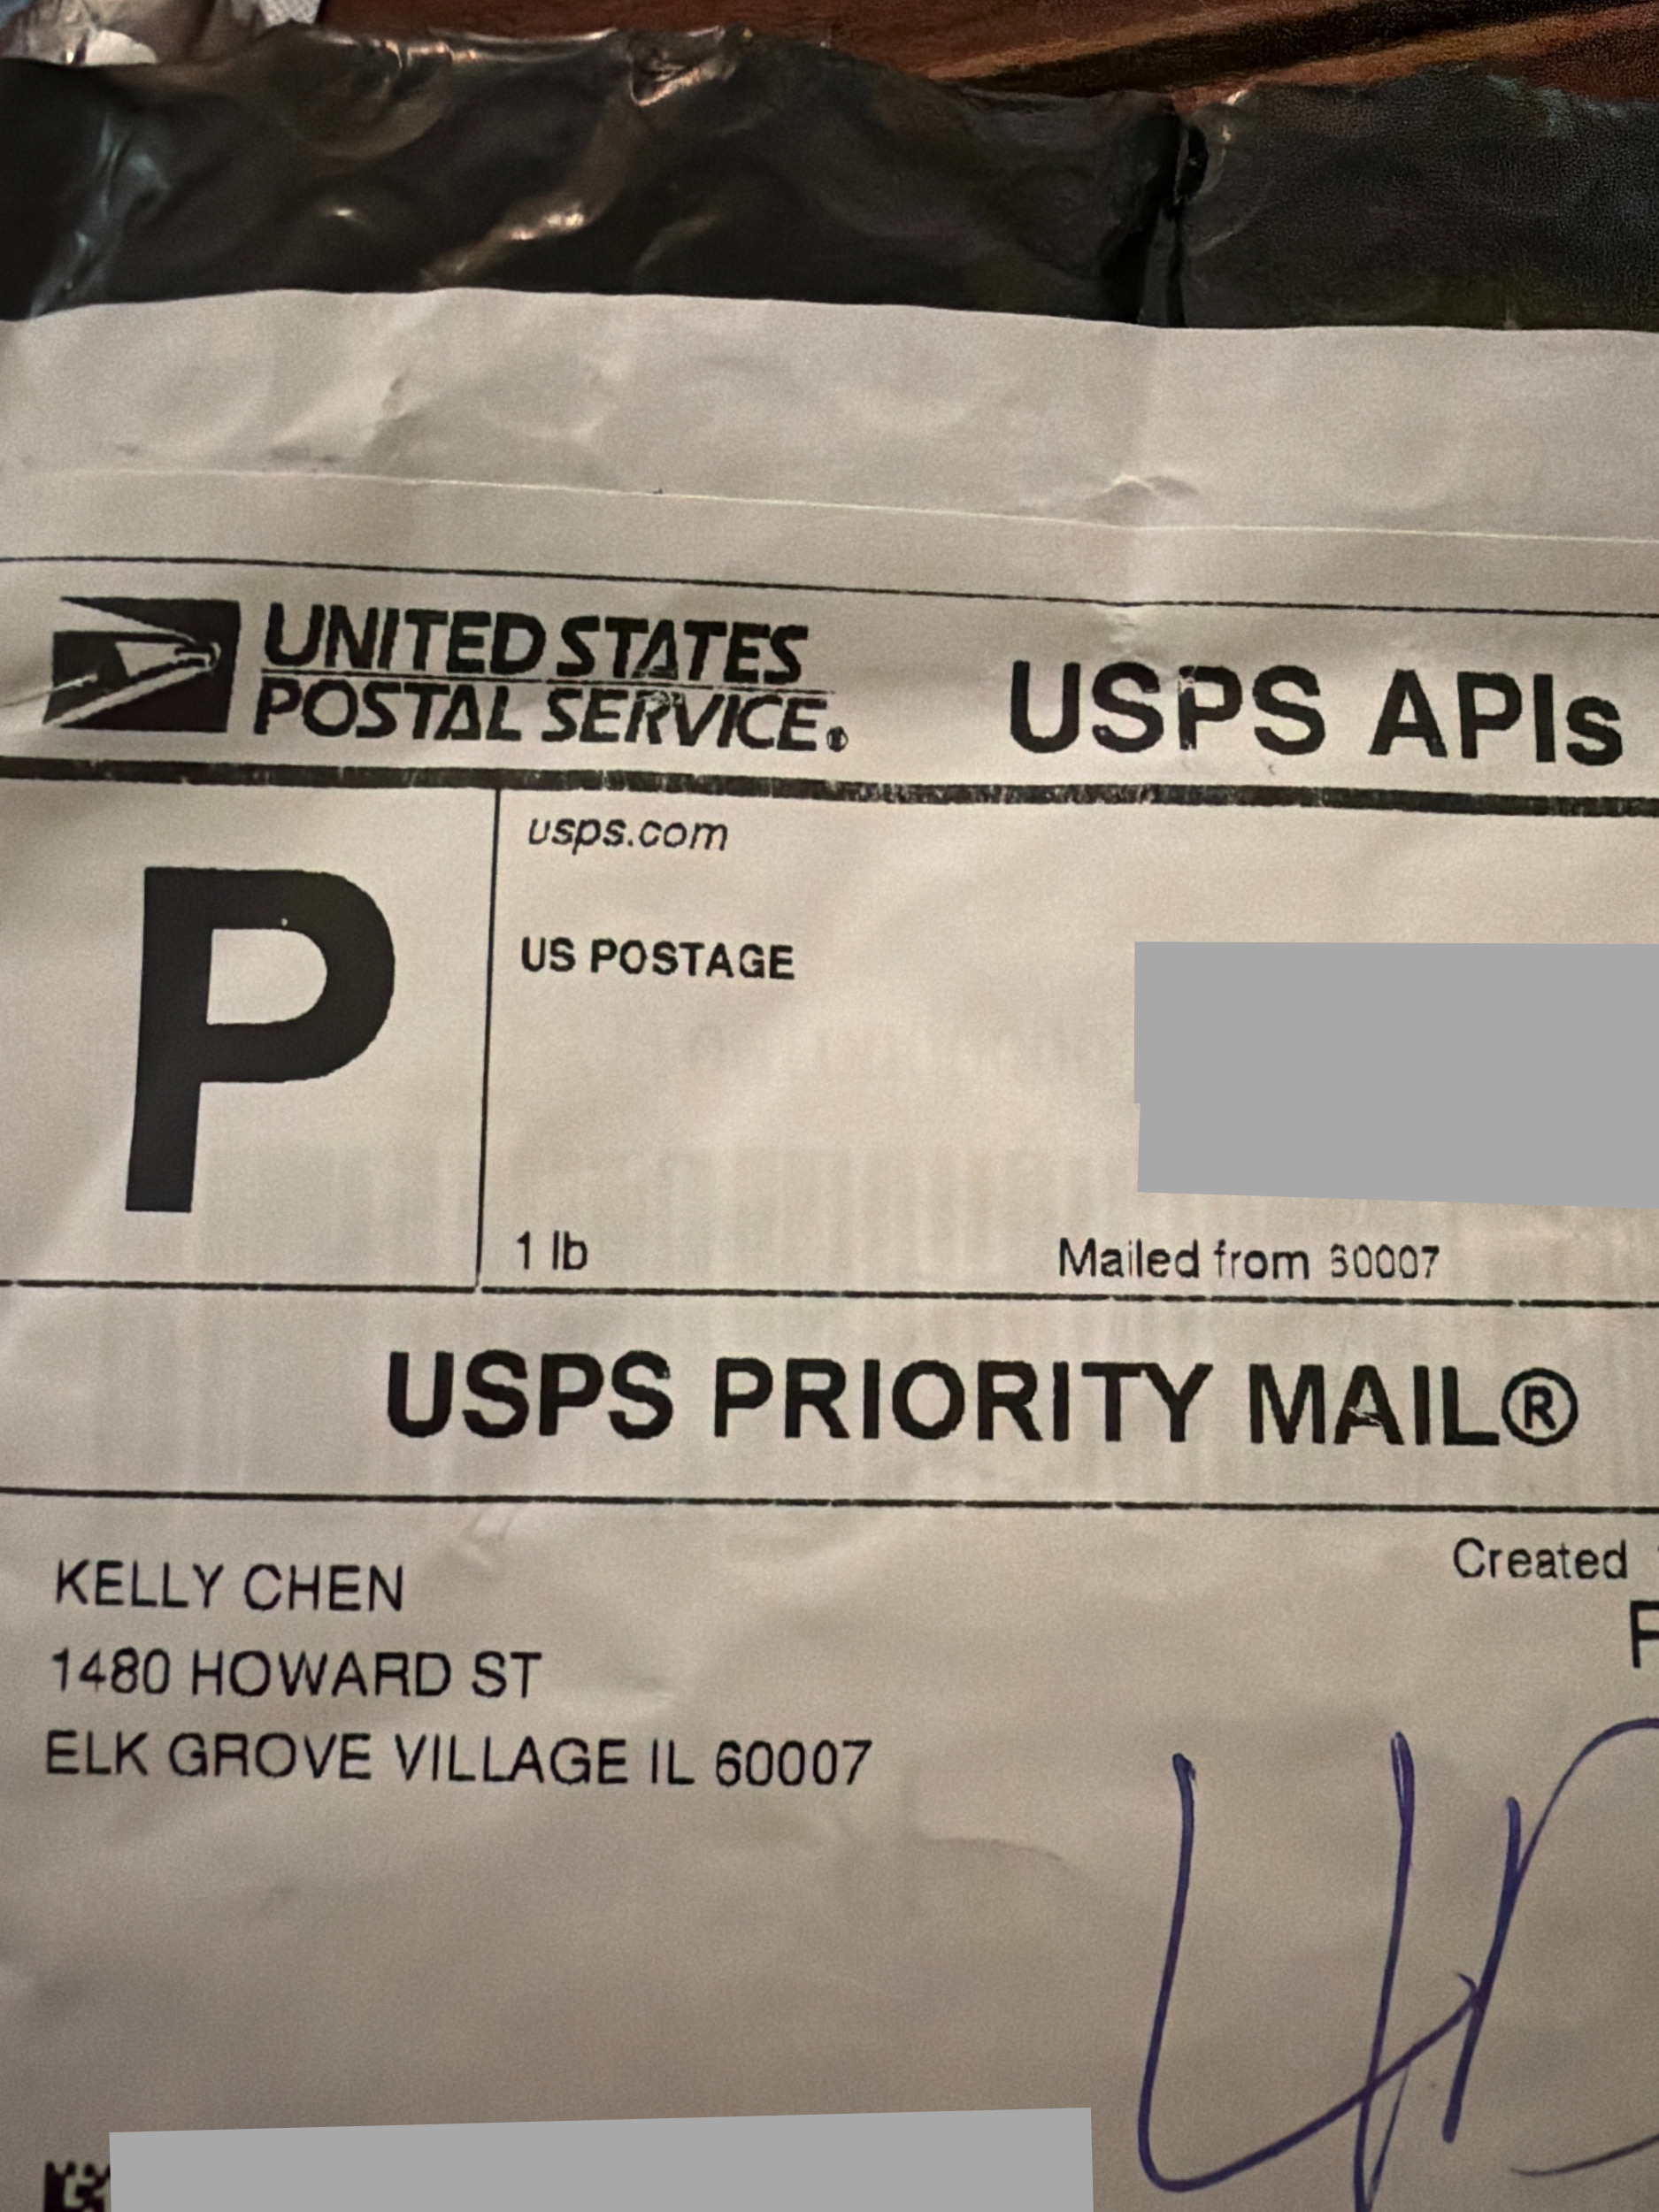 UNITED STATES
POSTAL SERVICE®
USPS APIs
P
usps.com
US POSTAGE
1 lb
Mailed from 60007
USPS PRIORITY MAIL®
KELLY CHEN
1480 HOWARD ST
ELK GROVE VILLAGE IL 60007
Created